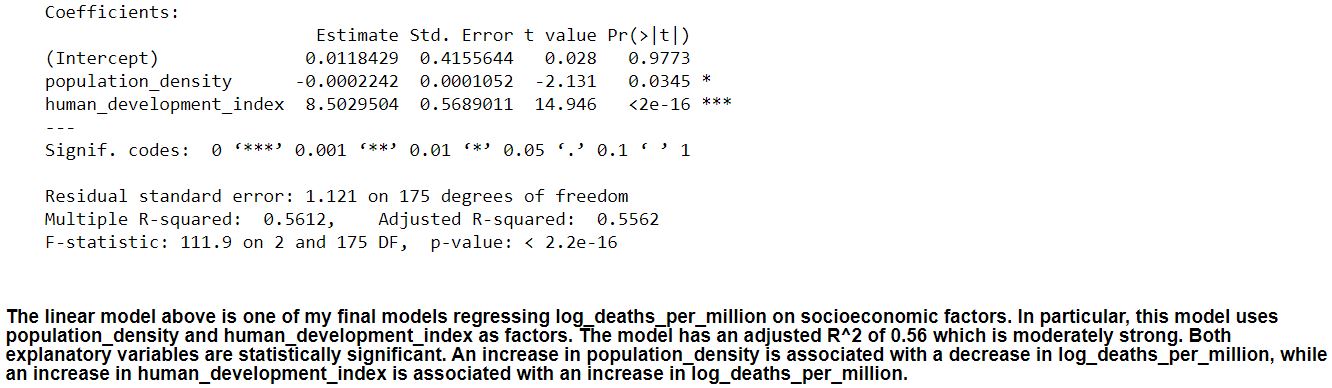 Coefficients:
                         Estimate Std. Error t value Pr(>|t|)
(Intercept)             0.0118429  0.4155644   0.028   0.9773
population_density     -0.0002242  0.0001052  -2.131   0.0345 *
human_development_index 8.5029504  0.5689011  14.946   <2e-16 ***
---
Signif. codes:  0 ‘***’ 0.001 ‘**’ 0.01 ‘*’ 0.05 ‘.’ 0.1 ‘ ’ 1
Residual standard error: 1.121 on 175 degrees of freedom
Multiple R-squared:  0.5612,    Adjusted R-squared:  0.5562
F-statistic: 111.9 on 2 and 175 DF,  p-value: < 2.2e-16
The linear model above is one of my final models regressing log_deaths_per_million on socioeconomic factors. In particular, this model uses
population_density and human_development_index as factors. The model has an adjusted R^2 of 0.56 which is moderately strong. Both
explanatory variables are statistically significant. An increase in population_density is associated with a decrease in log_deaths_per_million, while
an increase in human_development_index is associated with an increase in log_deaths_per_million.